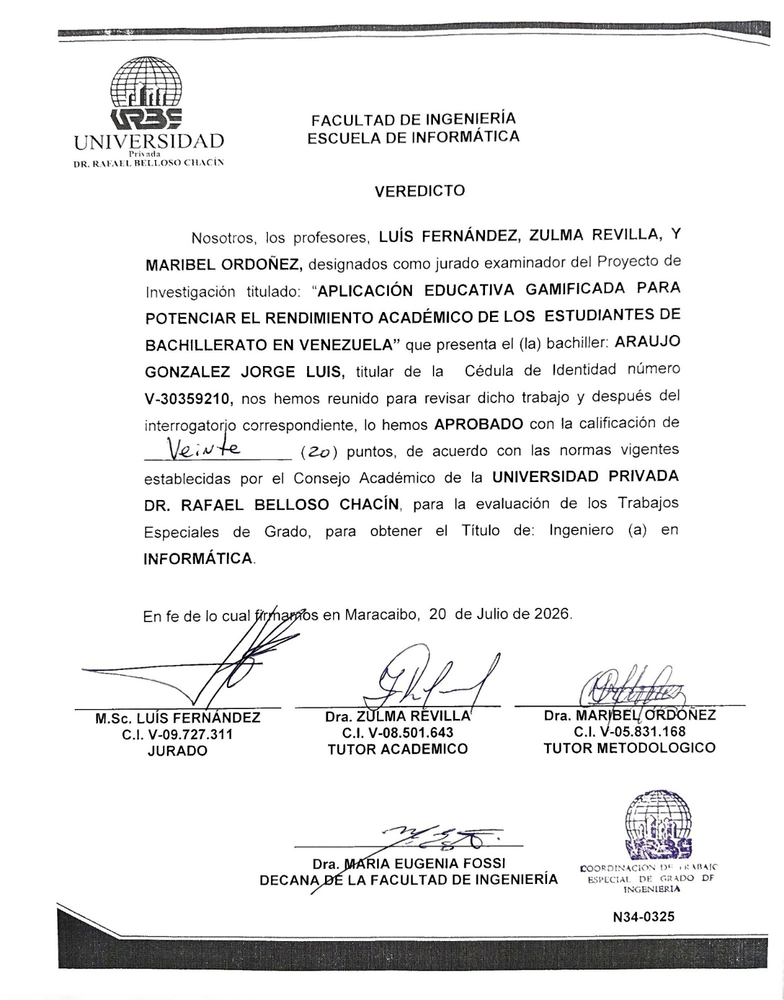 URBE
UNIVERSIDAD
Privada
DR. RAFAEL BELLOSO CHACÍN
FACULTAD DE INGENIERÍA
ESCUELA DE INFORMÁTICA
VEREDICTO
Nosotros, los profesores, LUÍS FERNÁNDEZ, ZULMA REVILLA, Y
MARIBEL ORDOÑEZ, designados como jurado examinador del Proyecto de
Investigación titulado: “APLICACIÓN EDUCATIVA GAMIFICADA PARA
POTENCIAR EL RENDIMIENTO ACADÉMICO DE LOS ESTUDIANTES DE
BACHILLERATO EN VENEZUELA” que presenta el (la) bachiller: ARAUJO
GONZALEZ JORGE LUIS, titular de la Cédula de Identidad número
V-30359210, nos hemos reunido para revisar dicho trabajo y después del
interrogatorio correspondiente, lo hemos APROBADO con la calificación de
Veinte (20) puntos, de acuerdo con las normas vigentes
establecidas por el Consejo Académico de la UNIVERSIDAD PRIVADA
DR. RAFAEL BELLOSO CHACÍN, para la evaluación de los Trabajos
Especiales de Grado, para obtener el Título de: Ingeniero (a) en
INFORMÁTICA.
En fe de lo cual firmamos en Maracaibo, 20 de Julio de 2026.
M.Sc. LUÍS FERNÁNDEZ
C.I. V-09.727.311
JURADO
Dra. ZULMA REVILLA
C.I. V-08.501.643
TUTOR ACADEMICO
Dra. MARIBEL ORDOÑEZ
C.I. V-05.831.168
TUTOR METODOLOGICO
Dra. MARIA EUGENIA FOSSI
DECANA DE LA FACULTAD DE INGENIERÍA
URBE
COORDINACION DE TRABAJO
ESPECIAL DE GRADO DE
INGENIERIA
N34-0325